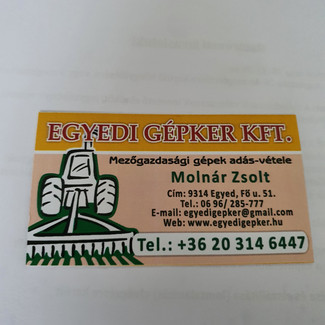 EGYEDI GÉPKER KFT.
Mezőgazdasági gépek adás-vétele
Molnár Zsolt
Cím: 9314 Egyed, Fő u. 51.
Tel.: 06 96/ 285-777
E-mail: egyedigepker@gmail.com
Web: www.egyedigepker.hu
Tel.: +36 20 314 6447